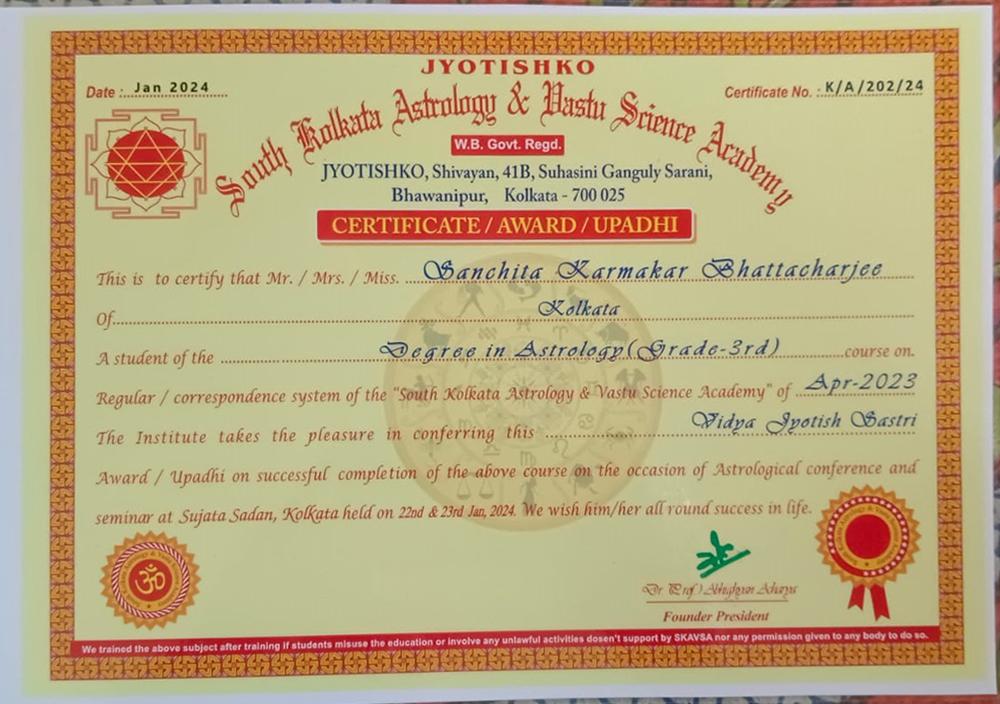 JYOTISHKO
Date : Jan 2024
Certificate No. : K/A/202/24
South Kolkata Astrology & Vastu Science Academy
W.B. Govt. Regd.
JYOTISHKO, Shivayan, 41B, Suhasini Ganguly Sarani,
Bhawanipur, Kolkata - 700 025
CERTIFICATE / AWARD / UPADHI
This is to certify that Mr. / Mrs. / Miss. Sanchita Karmakar Bhattacharjee
Of Kolkata
A student of the Degree in Astrology(Grade-3rd) course on.
Regular / correspondence system of the "South Kolkata Astrology & Vastu Science Academy" of Apr-2023
The Institute takes the pleasure in conferring this Vidya Jyotish Sastri
Award / Upadhi on successful completion of the above course on the occasion of Astrological conference and
seminar at Sujata Sadan, Kolkata held on 22nd & 23rd Jan, 2024. We wish him/her all round success in life.
ॐ
Dr. (Prof.) Abhighyan Acharya
Founder President
We trained the above subject after training if students misuse the education or involve any unlawful activities dosen't support by SKAVSA nor any permission given to any body to do so.